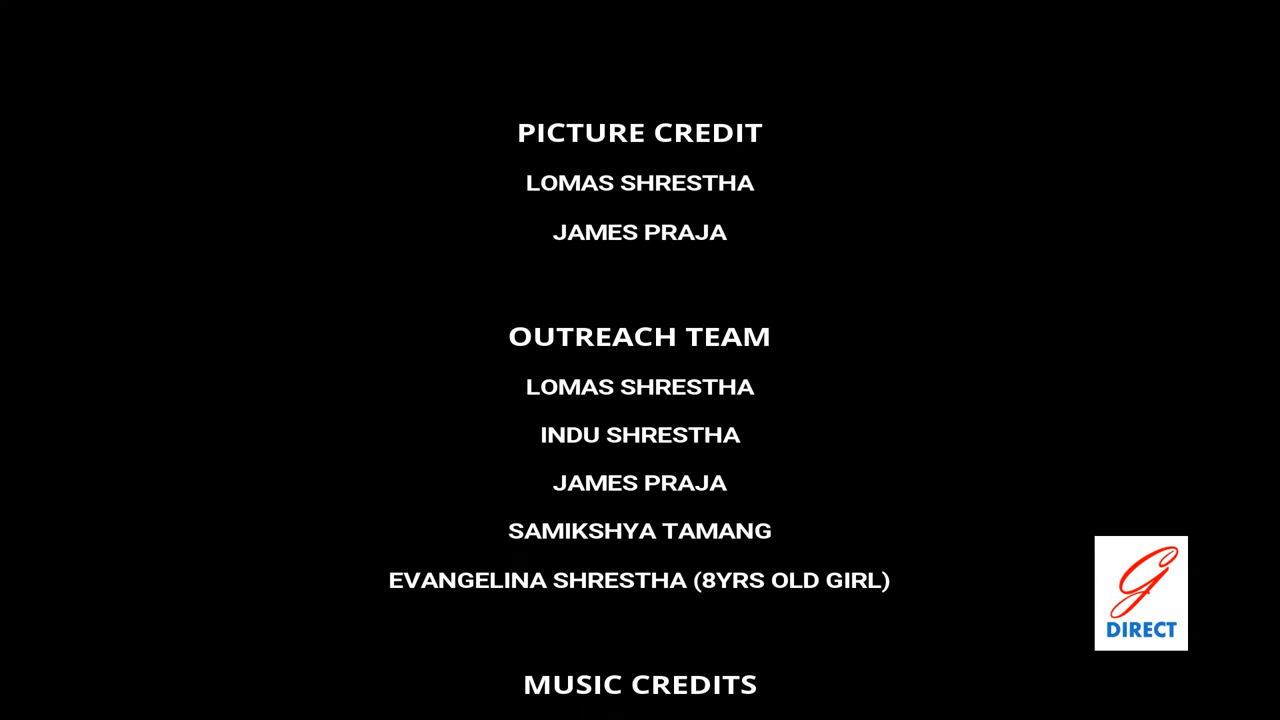 PICTURE CREDIT
LOMAS SHRESTHA
JAMES PRAJA
OUTREACH TEAM
LOMAS SHRESTHA
INDU SHRESTHA
JAMES PRAJA
SAMIKSHYA TAMANG
EVANGELINA SHRESTHA (8YRS OLD GIRL)
G
DIRECT
MUSIC CREDITS